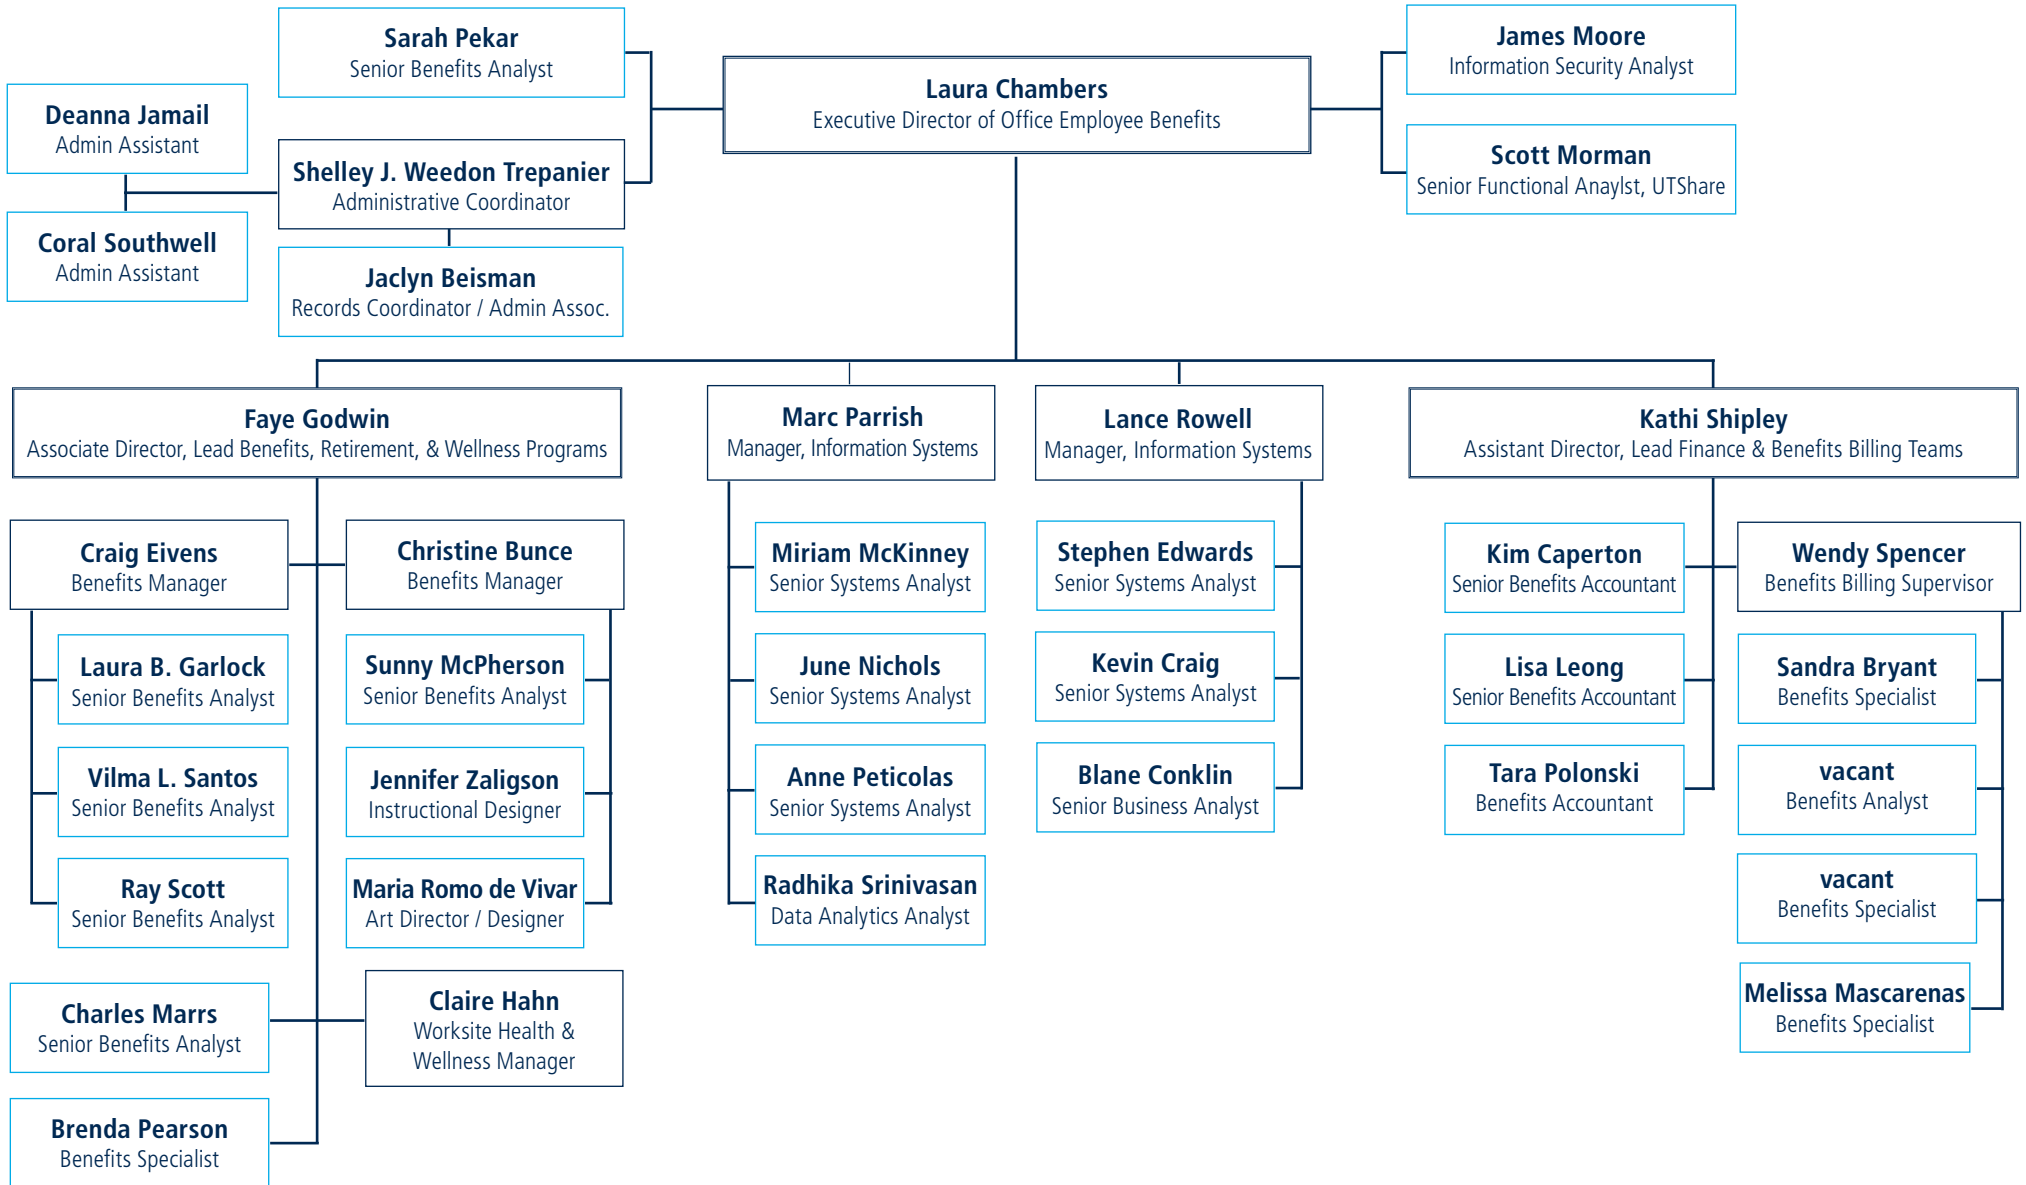 Sarah Pekar
Senior Benefits Analyst
James Moore
Information Security Analyst
Laura Chambers
Executive Director of Office Employee Benefits
Deanna Jamail
Admin Assistant
Shelley J. Weedon Trepanier
Administrative Coordinator
Scott Morman
Senior Functional Anaylst, UTShare
Coral Southwell
Admin Assistant
Jaclyn Beisman
Records Coordinator / Admin Assoc.
Faye Godwin
Associate Director, Lead Benefits, Retirement, & Wellness Programs
Marc Parrish
Manager, Information Systems
Lance Rowell
Manager, Information Systems
Kathi Shipley
Assistant Director, Lead Finance & Benefits Billing Teams
Craig Eivens
Benefits Manager
Christine Bunce
Benefits Manager
Laura B. Garlock
Senior Benefits Analyst
Sunny McPherson
Senior Benefits Analyst
Vilma L. Santos
Senior Benefits Analyst
Jennifer Zaligson
Instructional Designer
Ray Scott
Senior Benefits Analyst
Maria Romo de Vivar
Art Director / Designer
Charles Marrs
Senior Benefits Analyst
Claire Hahn
Worksite Health &
Wellness Manager
Brenda Pearson
Benefits Specialist
Miriam McKinney
Senior Systems Analyst
June Nichols
Senior Systems Analyst
Anne Peticolas
Senior Systems Analyst
Radhika Srinivasan
Data Analytics Analyst
Stephen Edwards
Senior Systems Analyst
Kevin Craig
Senior Systems Analyst
Blane Conklin
Senior Business Analyst
Kim Caperton
Senior Benefits Accountant
Wendy Spencer
Benefits Billing Supervisor
Lisa Leong
Senior Benefits Accountant
Sandra Bryant
Benefits Specialist
Tara Polonski
Benefits Accountant
vacant
Benefits Analyst
vacant
Benefits Specialist
Melissa Mascarenas
Benefits Specialist